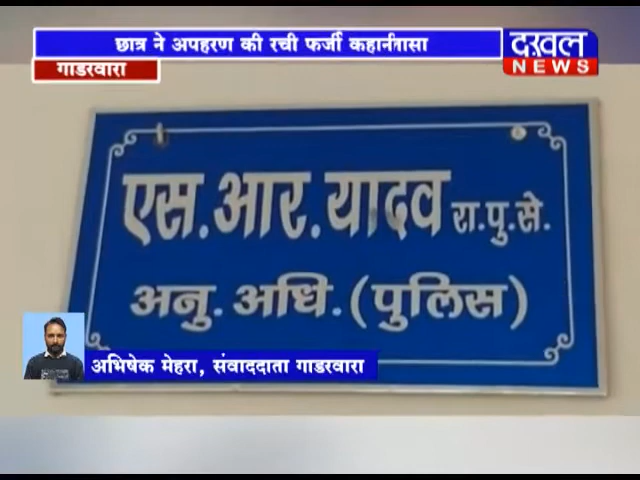 छात्र ने अपहरण की रची फर्जी कहानी
दखल
NEWS
गाडरवारा
एस.आर.यादव रा.पु.से.
अनु.अधि.(पुलिस)
अभिषेक मेहरा, संवाददाता गाडरवारा